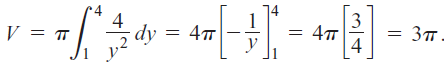 V = π∫₁⁴ 4/y² dy = 4π[−1/y]₁⁴ = 4π[3/4] = 3π.